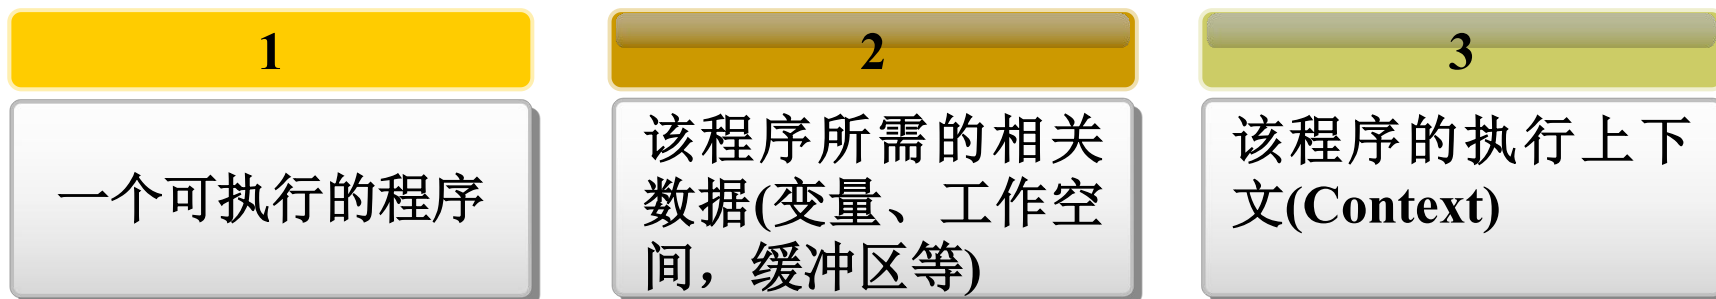 1
一个可执行的程序
2
该程序所需的相关
数据(变量、工作空
间，缓冲区等)
3
该程序的执行上下
文(Context)